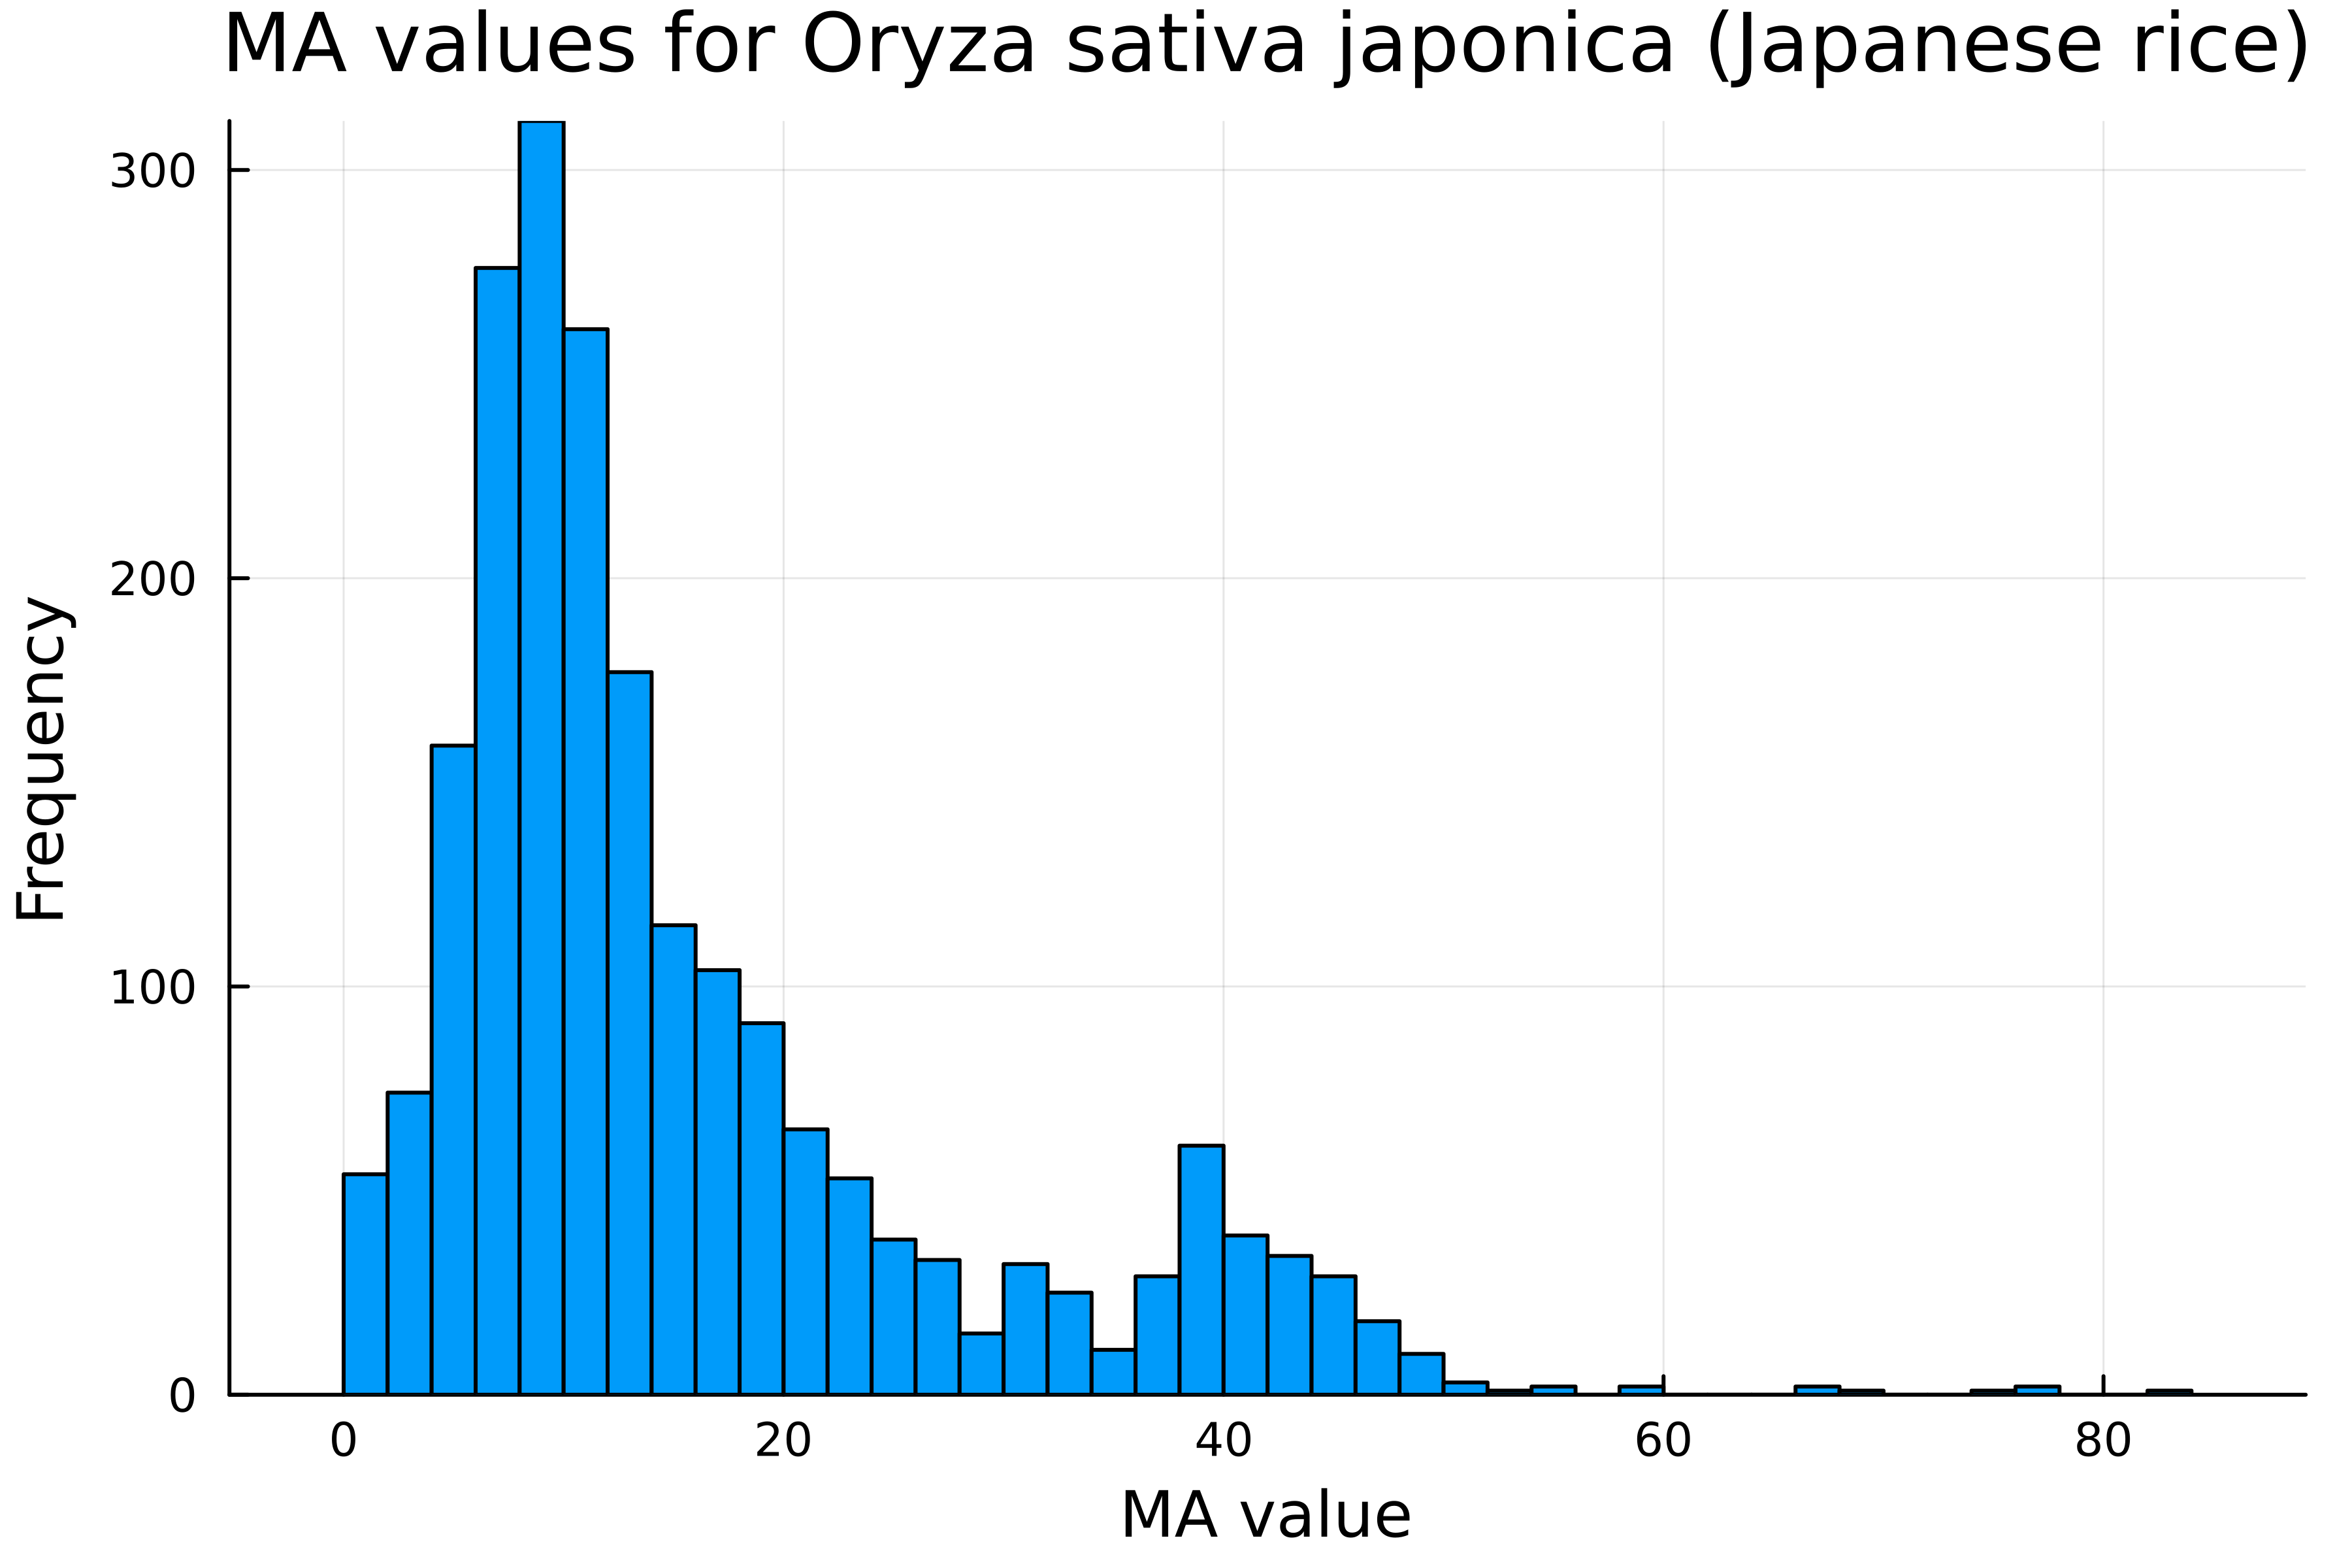 MA values for Oryza sativa japonica (Japanese rice)
300
200
100
0
Frequency
0 20 40 60 80
MA value